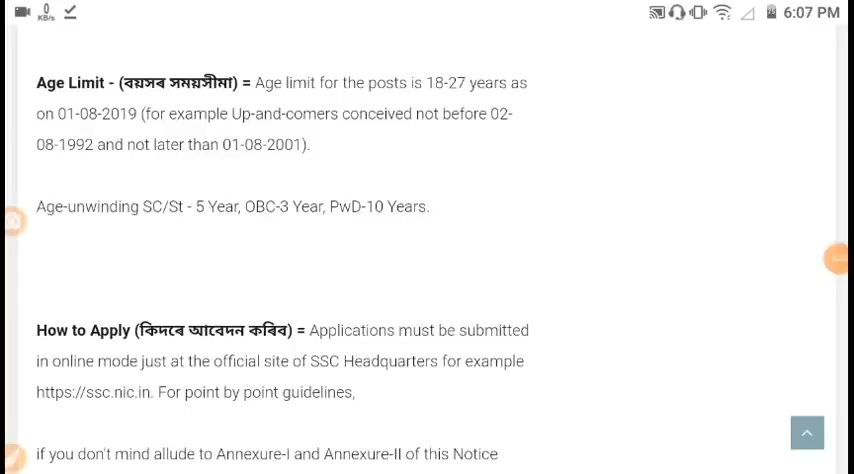 0
KB/s
6:07 PM
Age Limit - (বয়সৰ সময়সীমা) = Age limit for the posts is 18-27 years as
on 01-08-2019 (for example Up-and-comers conceived not before 02-
08-1992 and not later than 01-08-2001).
Age-unwinding SC/St - 5 Year, OBC-3 Year, PwD-10 Years.
How to Apply (কিদৰে আবেদন কৰিব) = Applications must be submitted
in online mode just at the official site of SSC Headquarters for example
https://ssc.nic.in. For point by point guidelines,
if you don't mind allude to Annexure-I and Annexure-II of this Notice